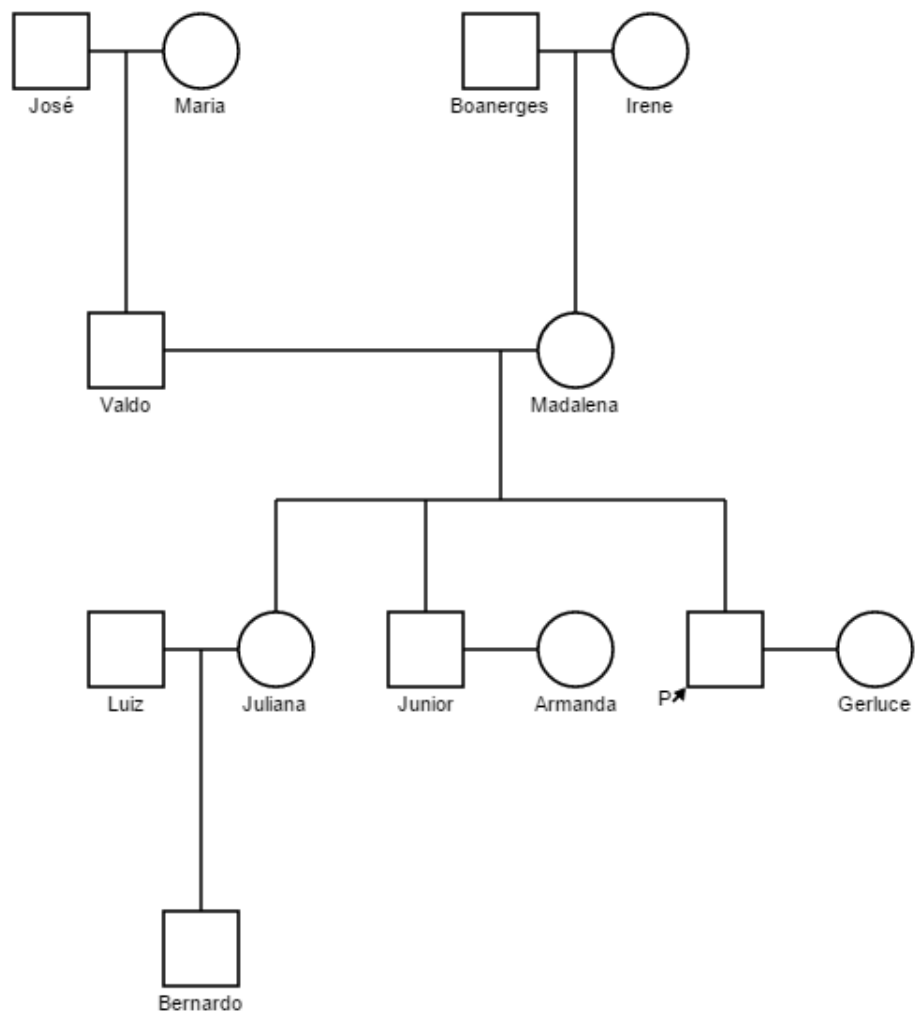 José Maria Boanerges Irene
Valdo Madalena
Luiz Juliana Junior Armanda P Gerluce
Bernardo